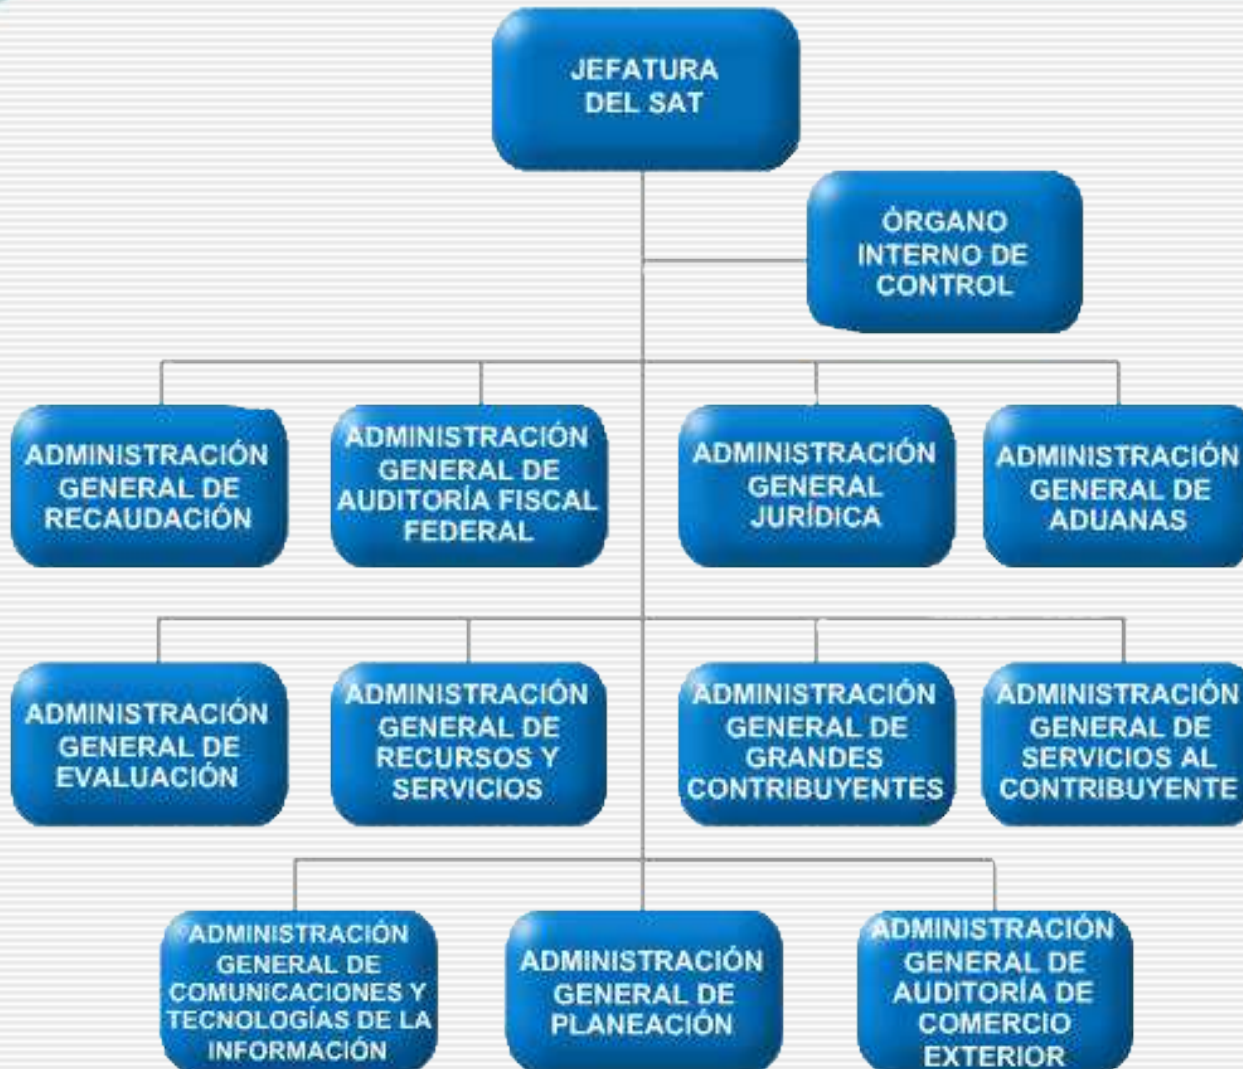 JEFATURA
DEL SAT
ÓRGANO
INTERNO DE
CONTROL
ADMINISTRACIÓN
GENERAL DE
RECAUDACIÓN
ADMINISTRACIÓN
GENERAL DE
AUDITORÍA FISCAL
FEDERAL
ADMINISTRACIÓN
GENERAL
JURÍDICA
ADMINISTRACIÓN
GENERAL DE
ADUANAS
ADMINISTRACIÓN
GENERAL DE
EVALUACIÓN
ADMINISTRACIÓN
GENERAL DE
RECURSOS Y
SERVICIOS
ADMINISTRACIÓN
GENERAL DE
GRANDES
CONTRIBUYENTES
ADMINISTRACIÓN
GENERAL DE
SERVICIOS AL
CONTRIBUYENTE
ADMINISTRACIÓN
GENERAL DE
COMUNICACIONES Y
TECNOLOGÍAS DE LA
INFORMACIÓN
ADMINISTRACIÓN
GENERAL DE
PLANEACIÓN
ADMINISTRACIÓN
GENERAL DE
AUDITORÍA DE
COMERCIO
EXTERIOR